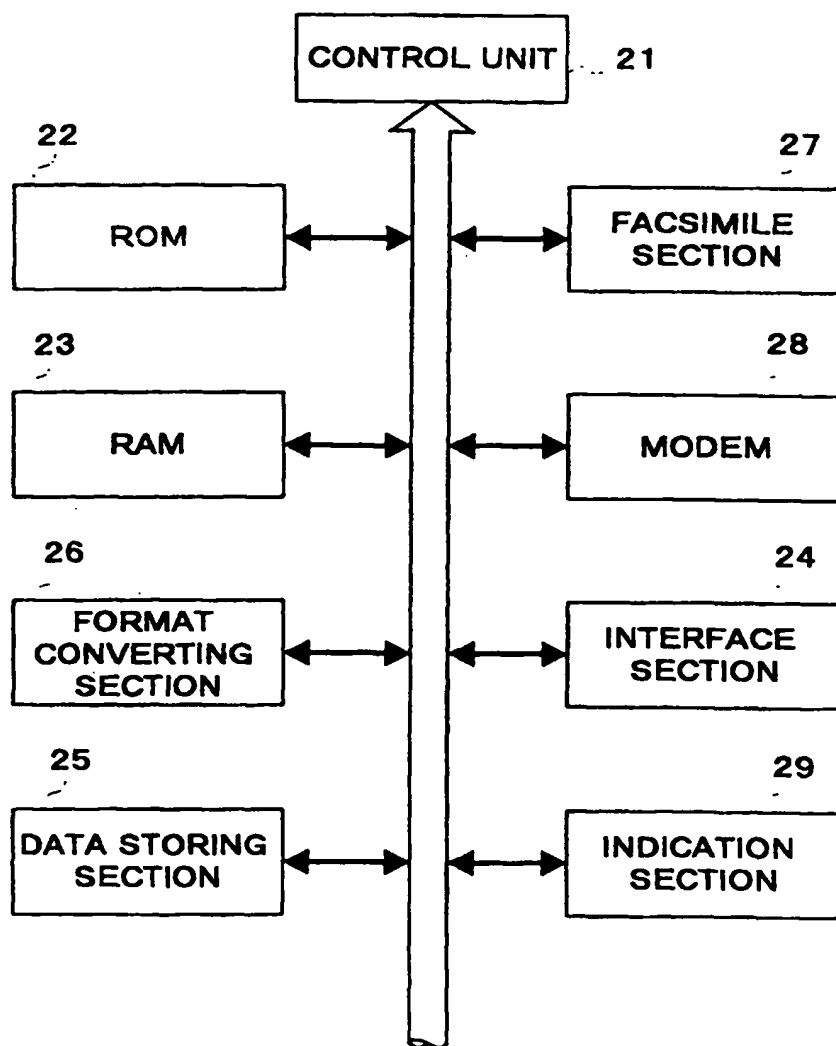 CONTROL UNIT
21
22
ROM
27
FACSIMILE
SECTION
23
RAM
28
MODEM
26
FORMAT
CONVERTING
SECTION
24
INTERFACE
SECTION
25
DATA STORING
SECTION
29
INDICATION
SECTION